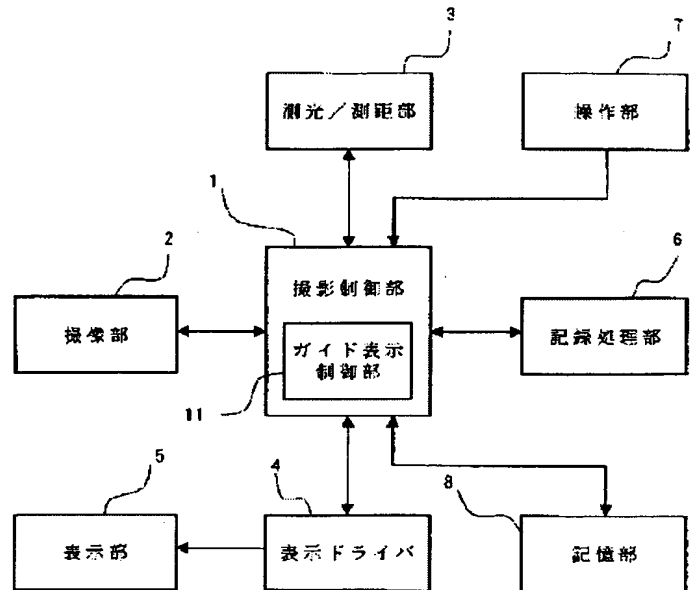 3
7
測光／測距部
操作部
1
2
6
撮影制御部
撮像部
記録処理部
ガイド表示
制御部
11
5
4
8
表示部
表示ドライバ
記憶部